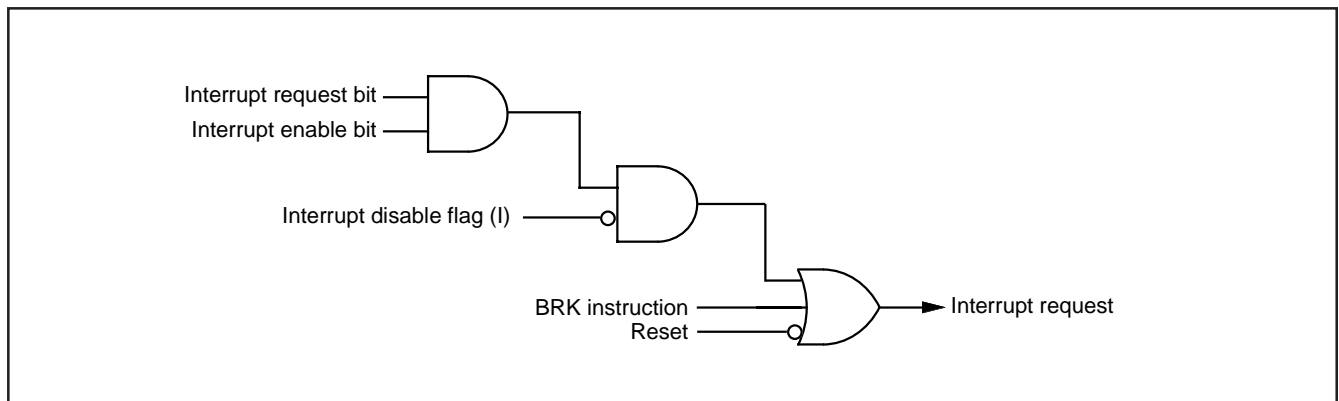 Interrupt request bit
Interrupt enable bit
Interrupt disable flag (I)
BRK instruction
Reset
Interrupt request